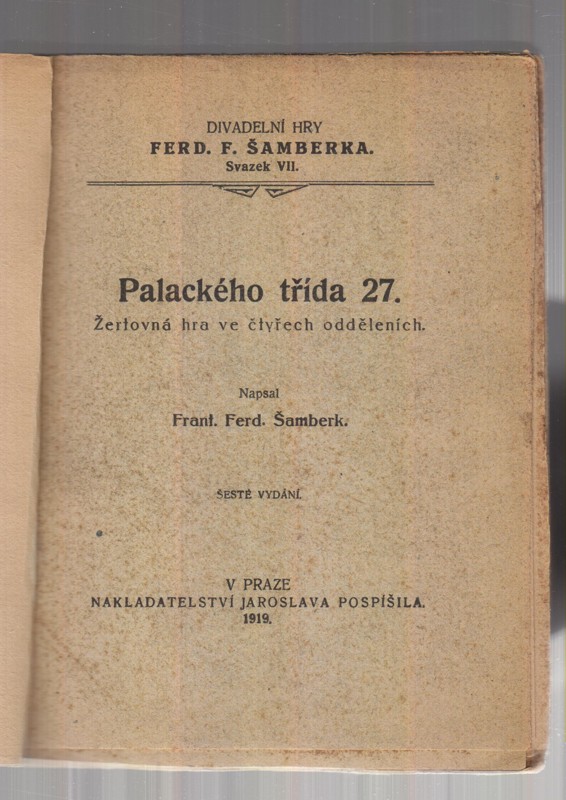 DIVADELNÍ HRY
FERD. F. ŠAMBERKA.
Svazek VII.
Palackého třída 27.
Žertovná hra ve čtyřech odděleních.
Napsal
Frant. Ferd. Šamberk.
ŠESTÉ VYDÁNÍ.
V PRAZE
NAKLADATELSTVÍ JAROSLAVA POSPÍŠILA.
1919.